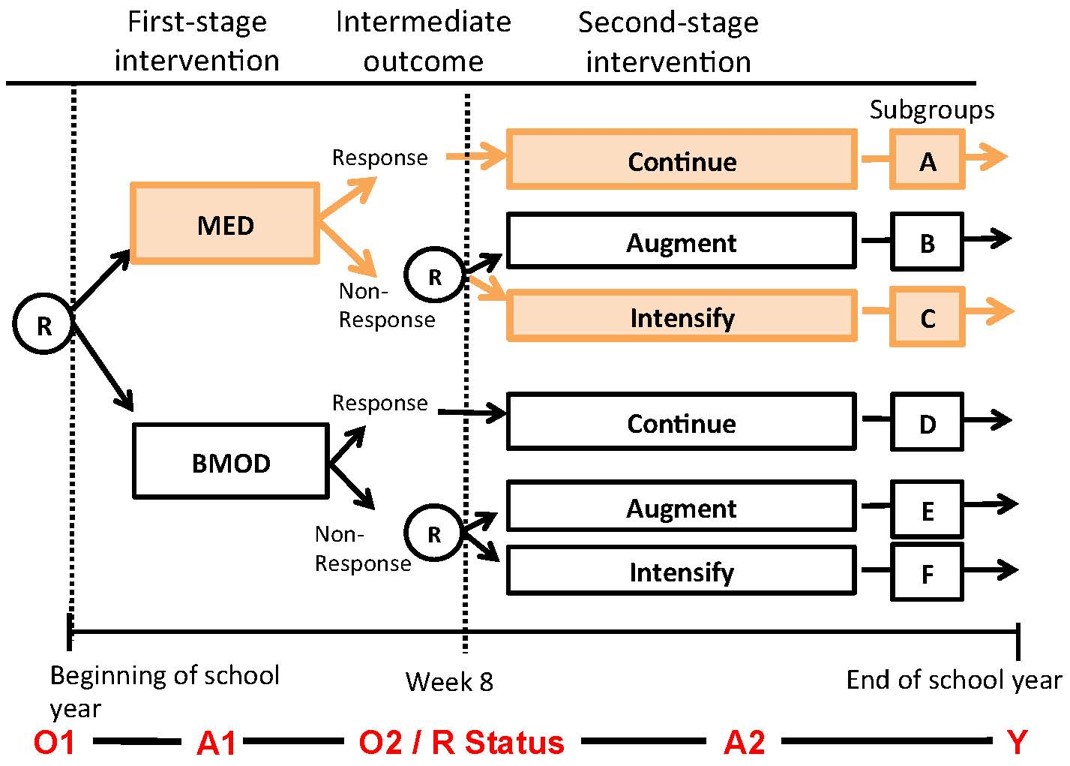 First-stage
intervention
Intermediate
outcome
Second-stage
intervention
Subgroups
Response
Continue
A
MED
Augment
B
R
Non-
Response
Intensify
C
R
Response
Continue
D
BMOD
Augment
E
Non-
Response
R
Intensify
F
Beginning of school
year
Week 8
End of school year
O1
A1
O2 / R Status
A2
Y